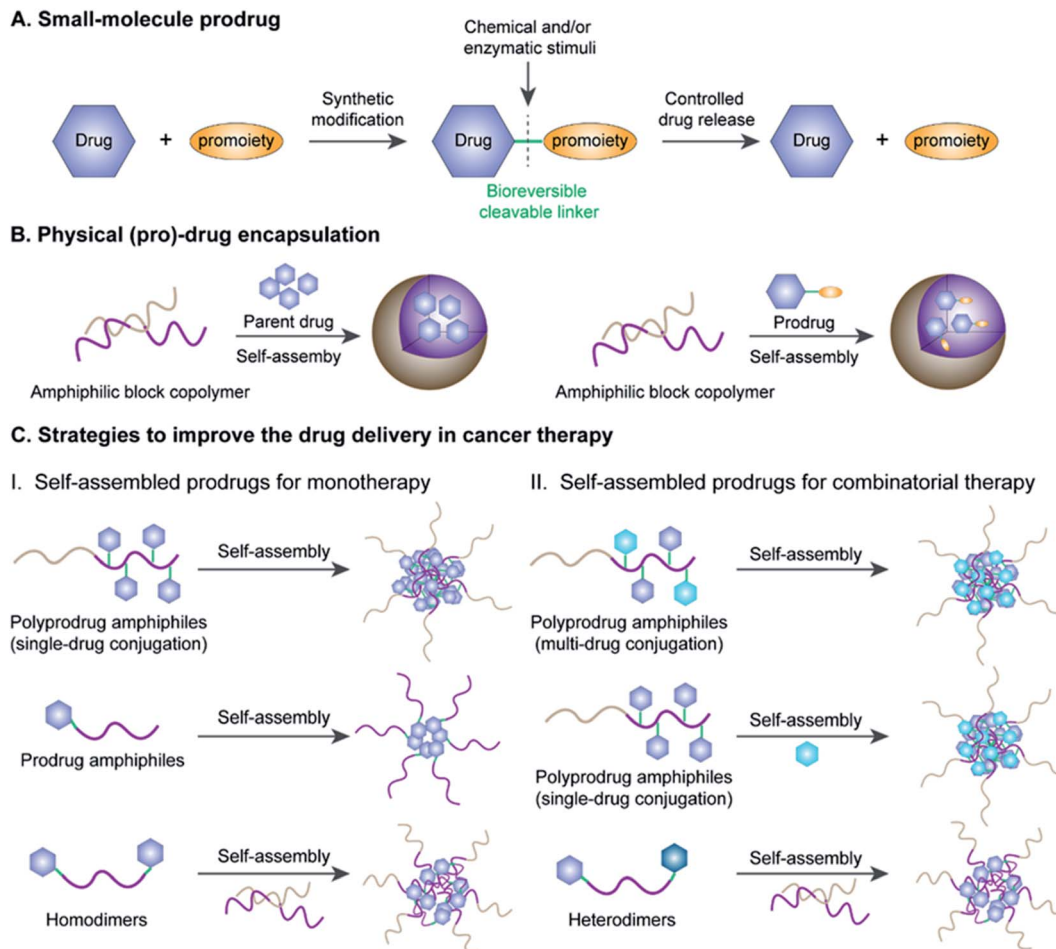 A. Small-molecule prodrug
Chemical and/or
enzymatic stimuli
Drug
+
promoiety
Synthetic
modification
Drug
promoiety
Controlled
drug release
Drug
+
promoiety
Bioreversible
cleavable linker
B. Physical (pro)-drug encapsulation
Parent drug
Self-assemby
Amphiphilic block copolymer
Prodrug
Self-assembly
Amphiphilic block copolymer
C. Strategies to improve the drug delivery in cancer therapy
I. Self-assembled prodrugs for monotherapy
Self-assembly
Polyprodrug amphiphiles
(single-drug conjugation)
Self-assembly
Prodrug amphiphiles
Self-assembly
Homodimers
II. Self-assembled prodrugs for combinatorial therapy
Self-assembly
Polyprodrug amphiphiles
(multi-drug conjugation)
Self-assembly
Polyprodrug amphiphiles
(single-drug conjugation)
Self-assembly
Heterodimers